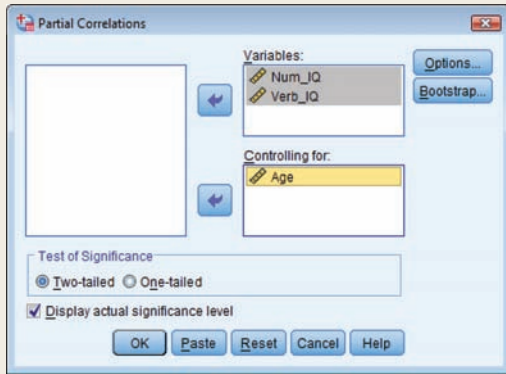 Partial Correlations
Variables:
Num_IQ
Verb_IQ
Options...
Bootstrap...
Controlling for:
Age
Test of Significance
Two-tailed One-tailed
Display actual significance level
OK Paste Reset Cancel Help